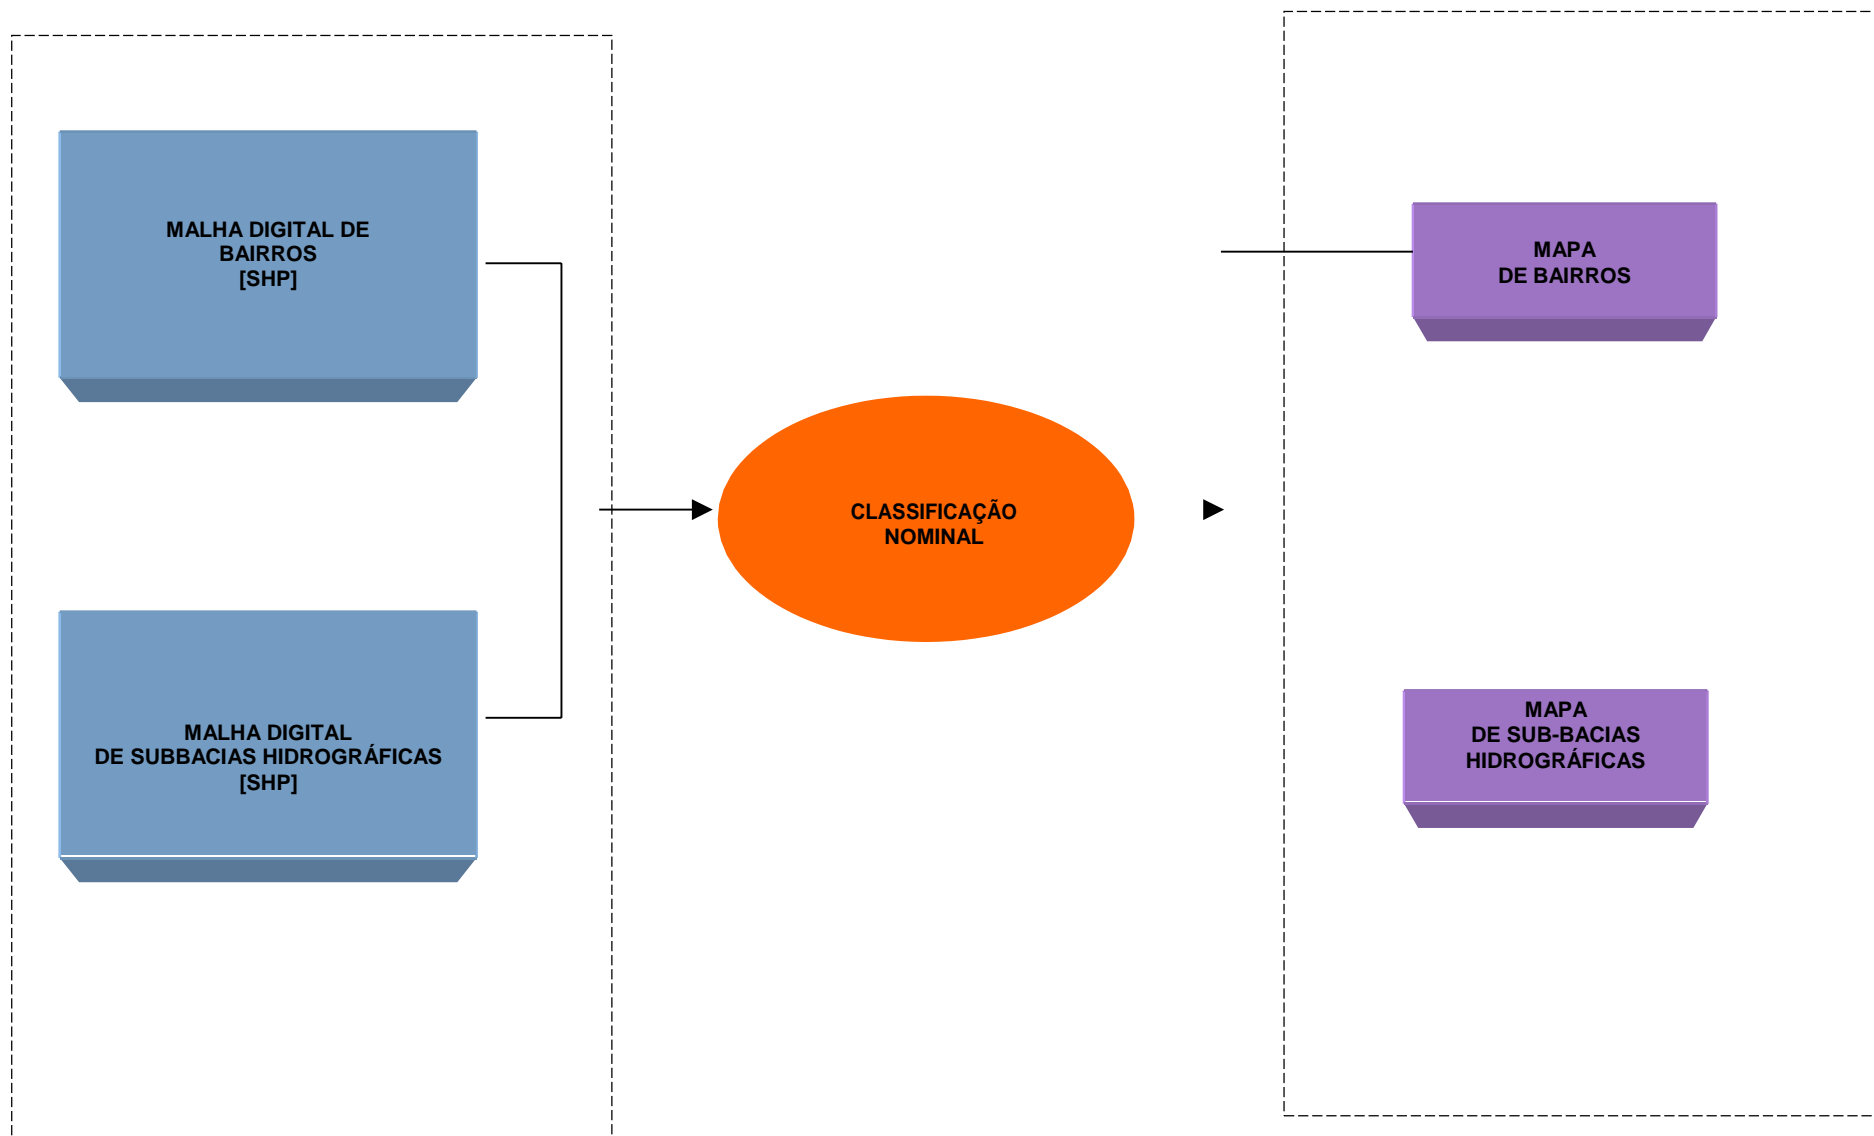 MALHA DIGITAL DE
BAIRROS
[SHP]
MALHA DIGITAL
DE SUBBACIAS HIDROGRÁFICAS
[SHP]
CLASSIFICAÇÃO
NOMINAL
MAPA
DE BAIRROS
MAPA
DE SUB-BACIAS
HIDROGRÁFICAS